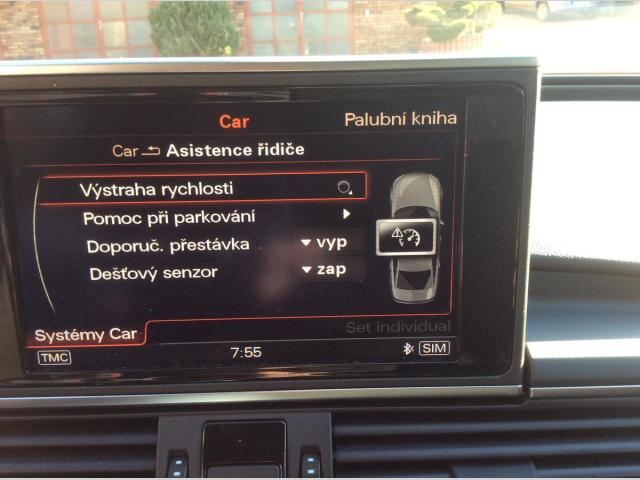 Car Palubní kniha
Car Asistence řidiče
Výstraha rychlosti
Pomoc při parkování
Doporuč. přestávka vyp
Dešťový senzor zap
Systémy Car Set individual
TMC 7:55 SIM